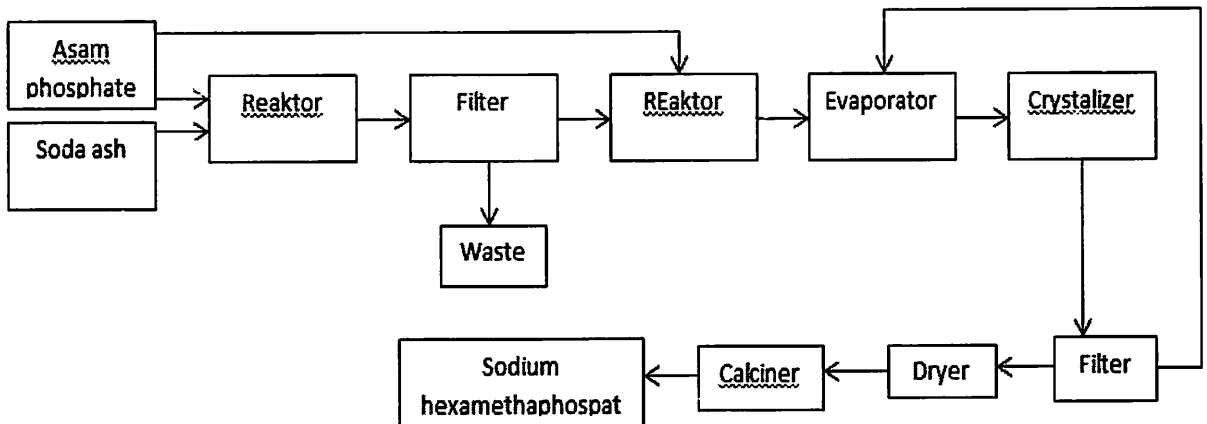 Asam
phosphate
Soda ash
Reaktor
Filter
REaktor
Evaporator
Crystalizer
Waste
Sodium
hexamethaphospat
Calciner
Dryer
Filter